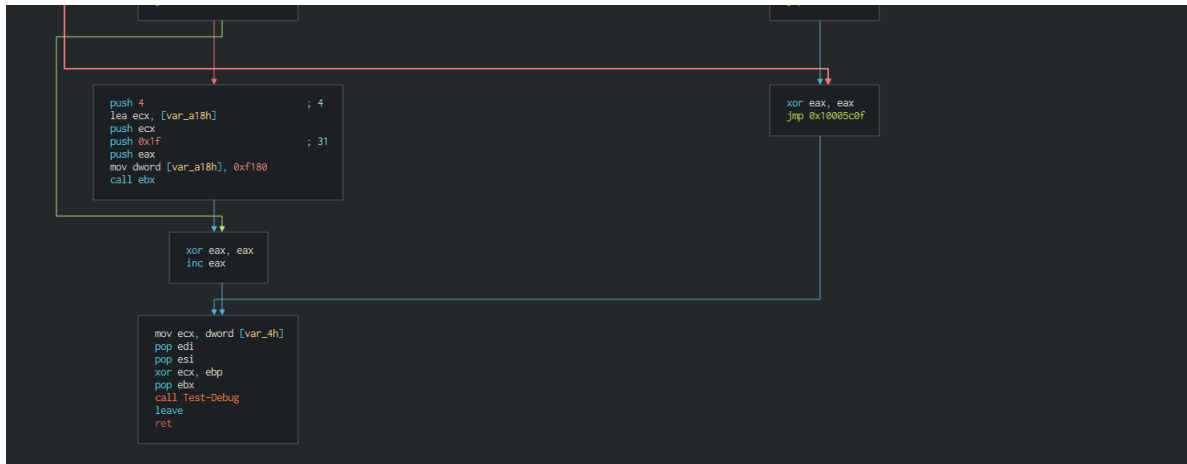 push 4 ; 4
lea ecx, [var_a18h]
push ecx
push 0x1f ; 31
push eax
mov dword [var_a18h], 0xf180
call ebx
xor eax, eax
jmp 0x10005c0f
xor eax, eax
inc eax
mov ecx, dword [var_4h]
pop edi
pop esi
xor ecx, ebp
pop ebx
call Test-Debug
leave
ret